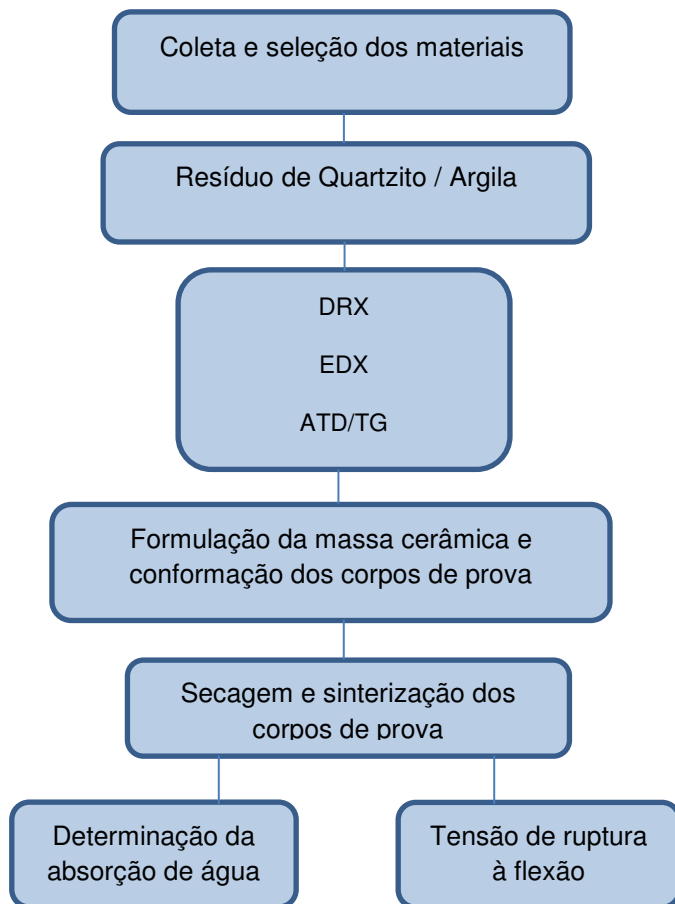 Coleta e seleção dos materiais
Resíduo de Quartzito / Argila
DRX
EDX
ATD/TG
Formulação da massa cerâmica e
conformação dos corpos de prova
Secagem e sinterização dos
corpos de prova
Determinação da
absorção de água
Tensão de ruptura
à flexão